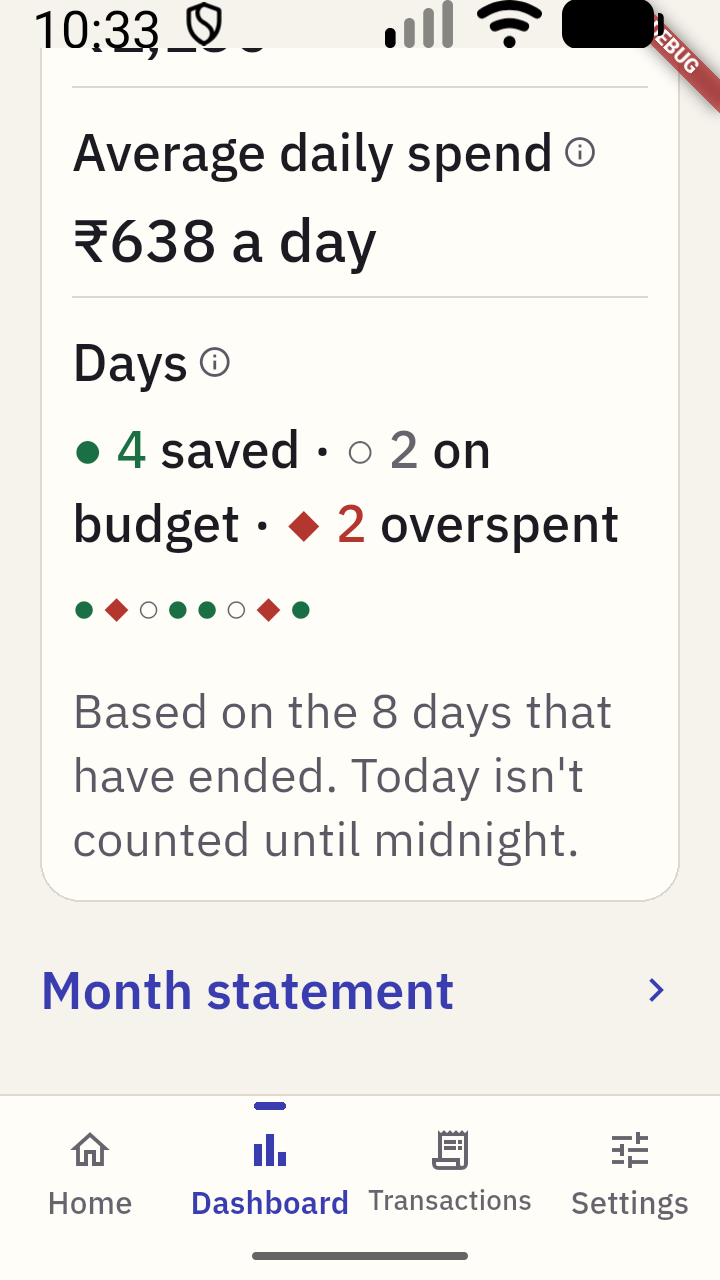 10:33
DEBUG
Average daily spend
₹638 a day
Days
4 saved · 2 on
budget · 2 overspent
Based on the 8 days that
have ended. Today isn't
counted until midnight.
Month statement
Home Dashboard Transactions Settings